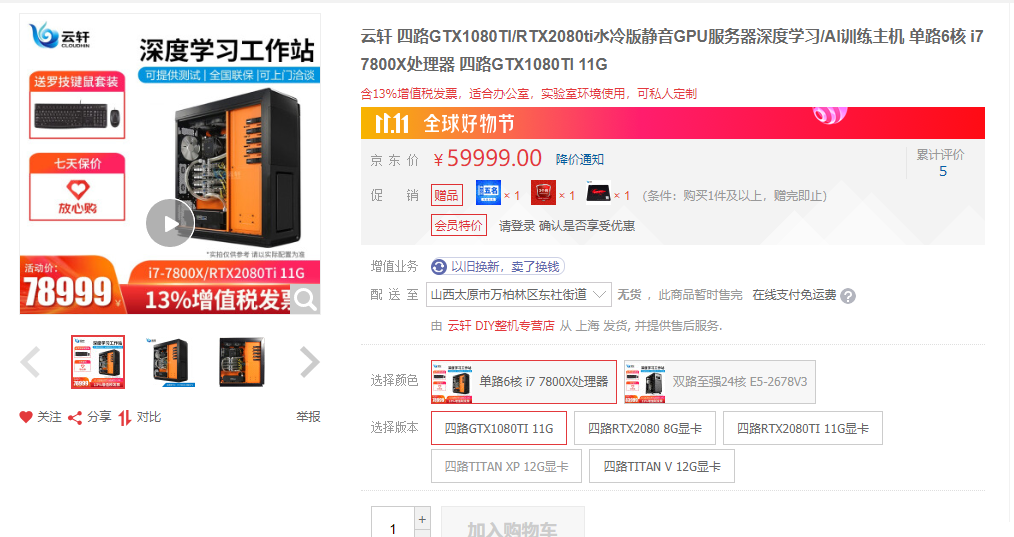 云轩
CLOUDHIN
深度学习工作站
可提供测试 | 全国联保 | 可上门洽谈
送罗技键鼠套装
七天保价
放心购
*实拍仅供参考 请以实际配置为准
活动价:
78999
i7-7800X/RTX2080Ti 11G
13%增值税发票
关注 分享 对比
举报
云轩 四路GTX1080TI/RTX2080ti水冷版静音GPU服务器深度学习/AI训练主机 单路6核 i7
7800X处理器 四路GTX1080TI 11G
含13%增值税发票，适合办公室，实验室环境使用，可私人定制
11.11 全球好物节
京东价 ￥59999.00 降价通知
累计评价
5
促销 赠品 × 1 × 1 × 1 （条件：购买1件及以上，赠完即止）
会员特价 请登录 确认是否享受优惠
增值业务 以旧换新，卖了换钱
配送至 山西太原市万柏林区东社街道 无货 ，此商品暂时售完 在线支付免运费 ?
由 云轩 DIY整机专营店 从 上海 发货, 并提供售后服务.
选择颜色 单路6核 i7 7800X处理器 双路至强24核 E5-2678V3
选择版本 四路GTX1080TI 11G 四路RTX2080 8G显卡 四路RTX2080TI 11G显卡
四路TITAN XP 12G显卡 四路TITAN V 12G显卡
1 + 加入购物车